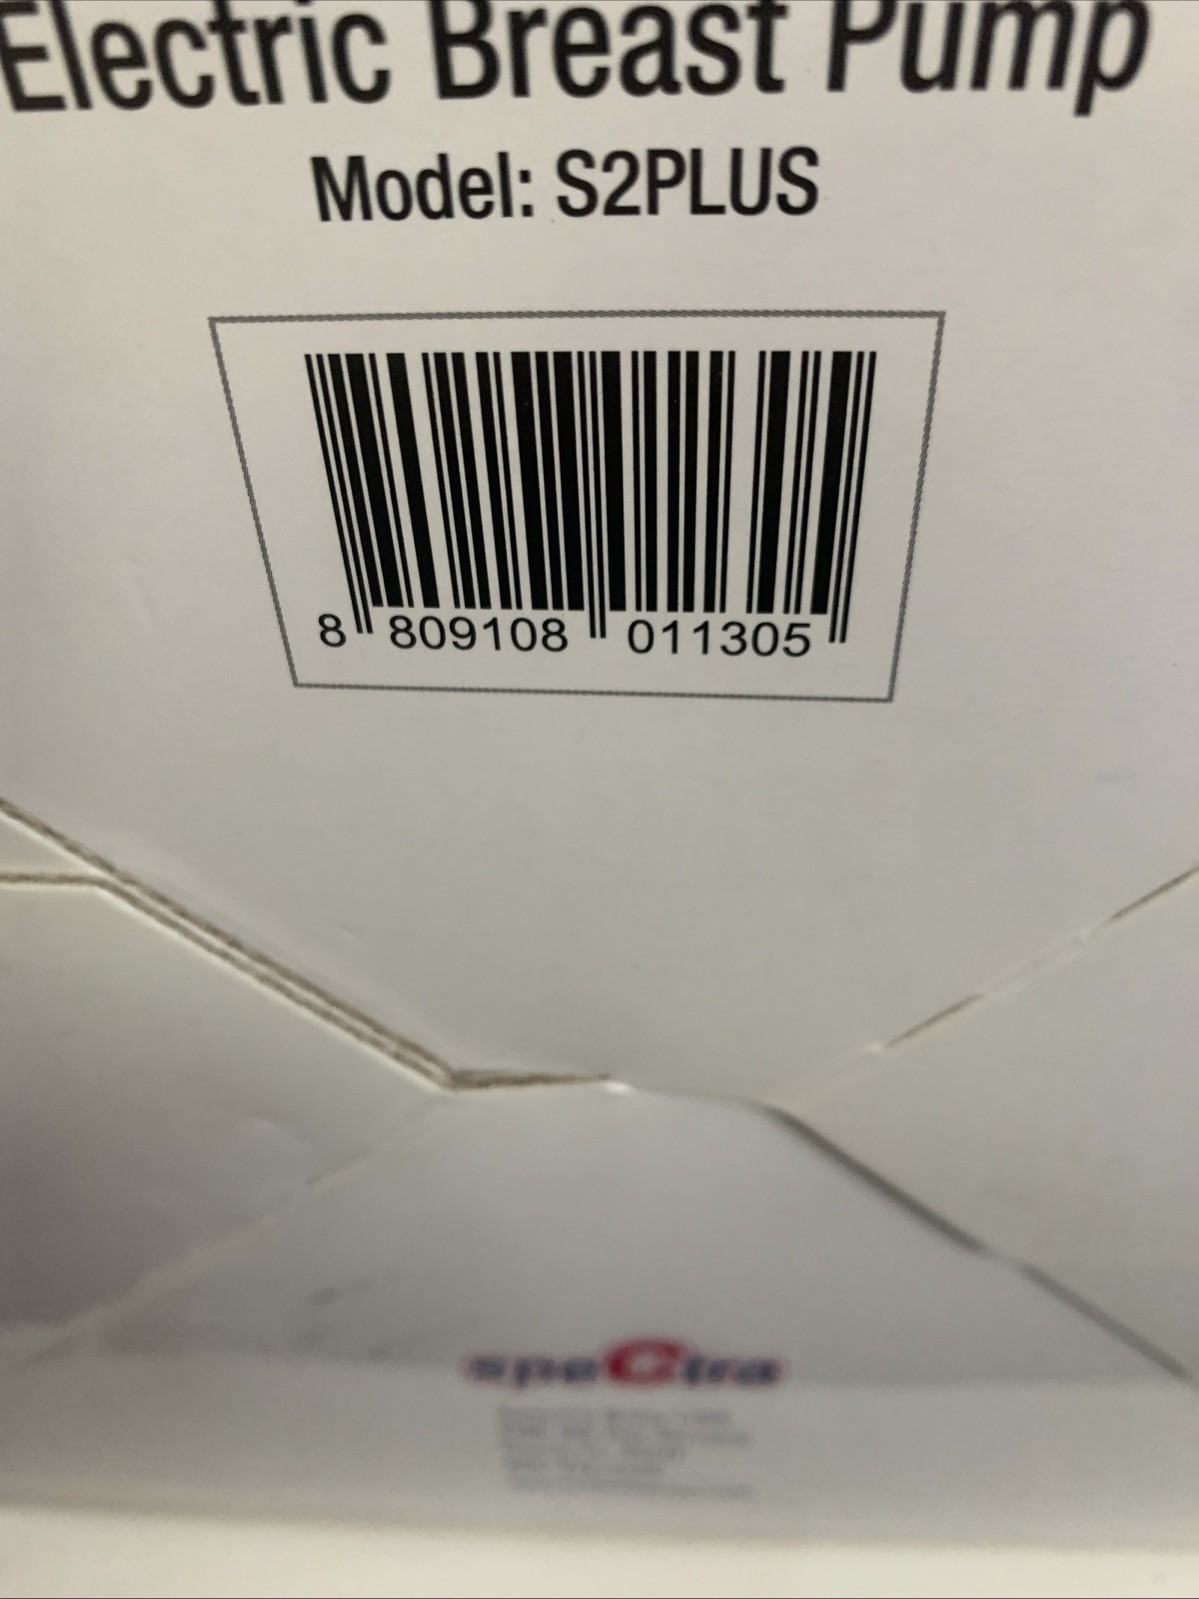 Electric Breast Pump
Model: S2PLUS
8 809108 011305
spectra